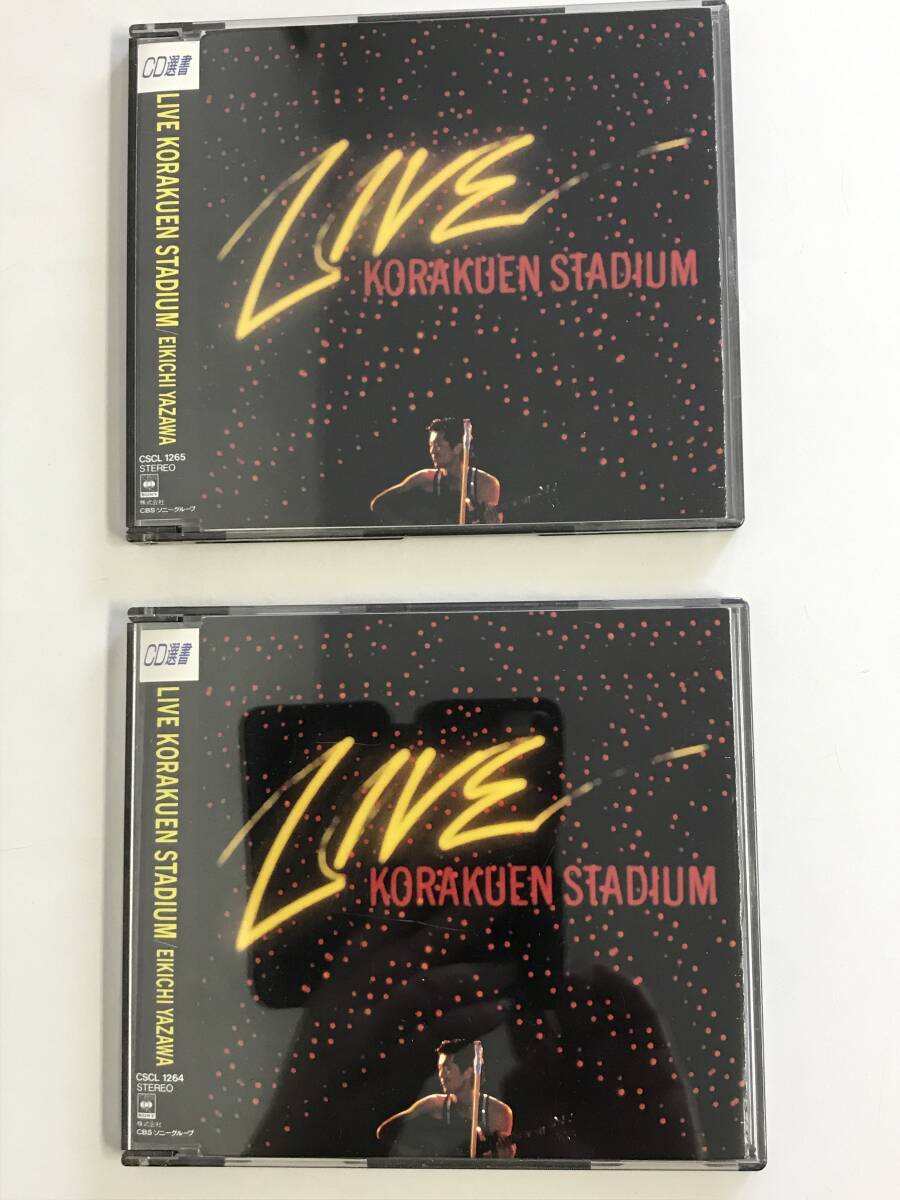 CD選書
LIVE KORAKUEN STADIUM/EIKICHI YAZAWA
CSCL 1265
STEREO
SONY
株式会社
CBSソニーグループ
LIVE
KORAKUEN STADIUM
CD選書
LIVE KORAKUEN STADIUM/EIKICHI YAZAWA
CSCL 1264
STEREO
SONY
株式会社
CBSソニーグループ
LIVE
KORAKUEN STADIUM